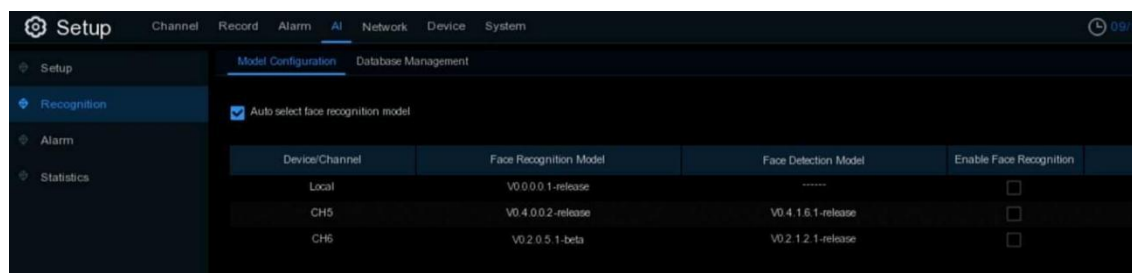 Setup Channel Record Alarm AI Network Device System 09/
Setup Model Configuration Database Management
Recognition Auto select face recognition model
Alarm
Device/Channel Face Recognition Model Face Detection Model Enable Face Recognition
Statistics
Local V0.0.0.0.1-release ------
CH5 V0.4.0.0.2-release V0.4.1.6.1-release
CH6 V0.2.0.5.1-beta V0.2.1.2.1-release